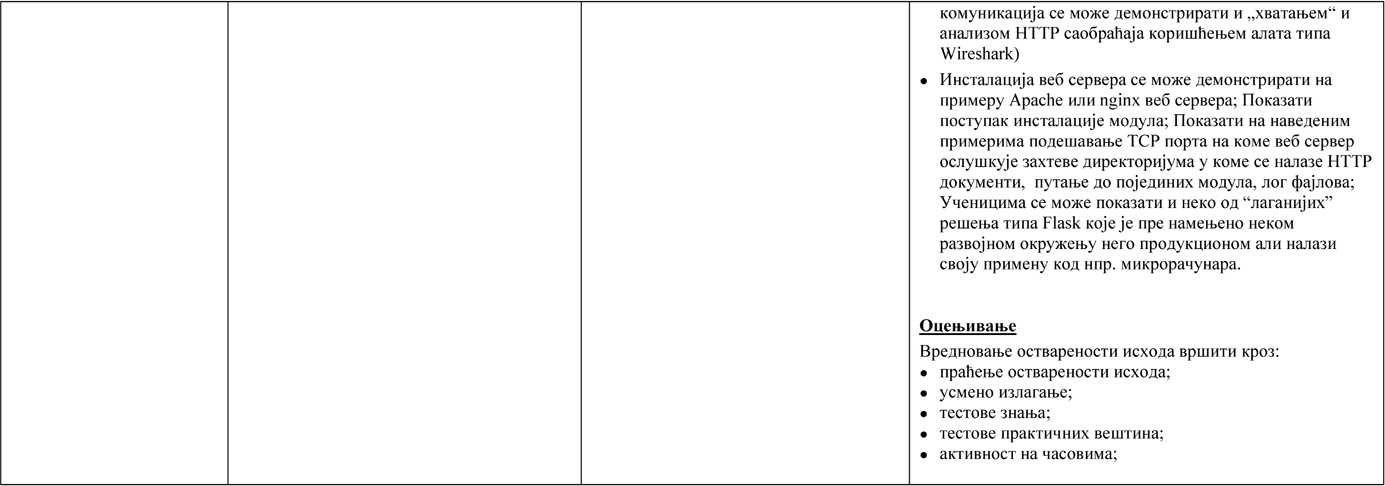 комуникација се може демонстрирати и „хватањем“ и
анализом HTTP саобраћаја коришћењем алата типа
Wireshark)
● Инсталација веб сервера се може демонстрирати на
примеру Apache или nginx веб сервера; Показати
поступак инсталације модула; Показати на наведеним
примерима подешавање TCP порта на коме веб сервер
ослушкује захтеве директоријума у коме се налазе HTTP
документи, путање до појединих модула, лог фајлова;
Ученицима се може показати и неко од “лаганијих”
решења типа Flask које је пре намењено неком
развојном окружењу него продукционом али налази
своју примену код нпр. микрорачунара.
Оцењивање
Вредновање остварености исхода вршити кроз:
● праћење остварености исхода;
● усмено излагање;
● тестове знања;
● тестове практичних вештина;
● активност на часовима;